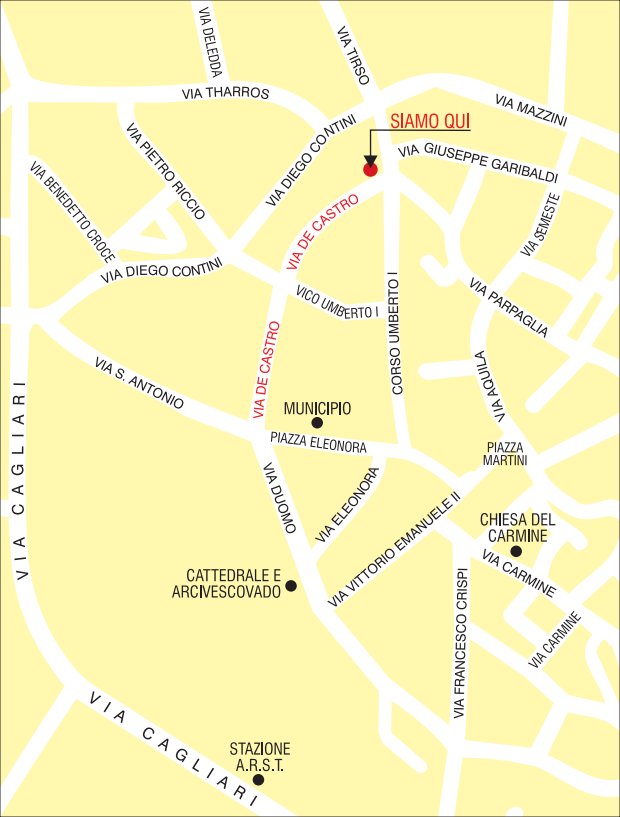 VIA DELEDDA
VIA TIRSO
VIA THARROS
VIA MAZZINI
SIAMO QUI
VIA DIEGO CONTINI
VIA PIETRO RICCIO
VIA GIUSEPPE GARIBALDI
VIA BENEDETTO CROCE
VIA DE CASTRO
VIA SEMESTE
VIA DIEGO CONTINI
VICO UMBERTO I
CORSO UMBERTO I
VIA PARPAGLIA
VIA S. ANTONIO
VIA DE CASTRO
VIA AQUILA
MUNICIPIO
PIAZZA ELEONORA
PIAZZA
MARTINI
VIA CAGLIARI
VIA DUOMO
VIA ELEONORA
VIA VITTORIO EMANUELE II
CHIESA DEL
CARMINE
VIA CARMINE
CATTEDRALE E
ARCIVESCOVADO
VIA FRANCESCO CRISPI
VIA CARMINE
VIA CAGLIARI
STAZIONE
A.R.S.T.